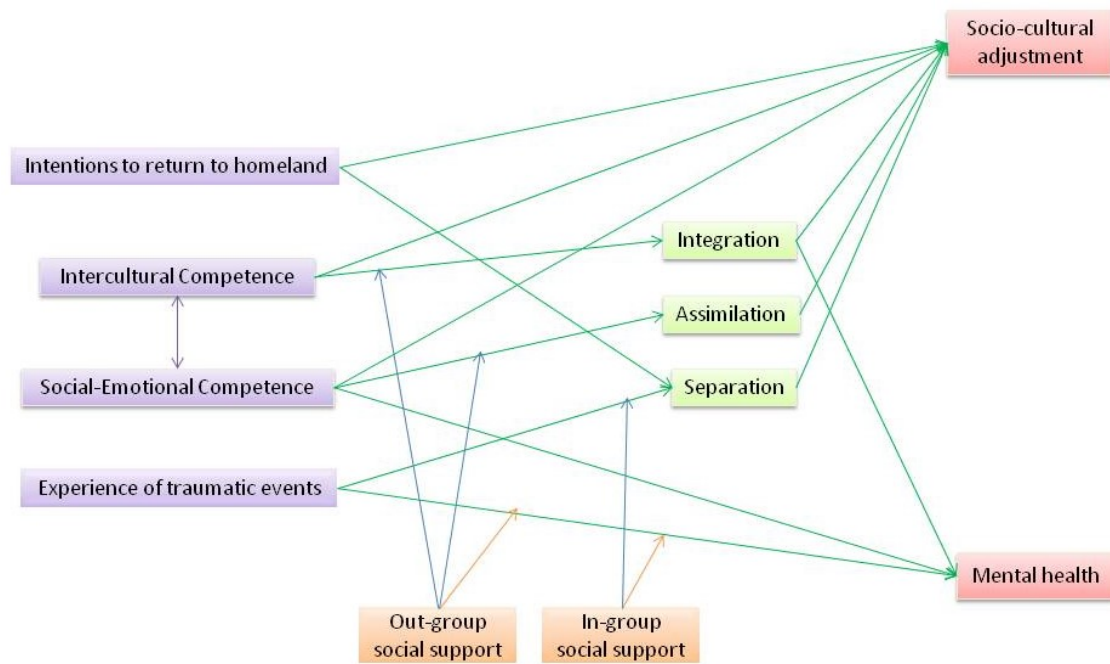 Socio-cultural
adjustment
Intentions to return to homeland
Integration
Intercultural Competence
Assimilation
Social-Emotional Competence
Separation
Experience of traumatic events
Mental health
Out-group
social support
In-group
social support